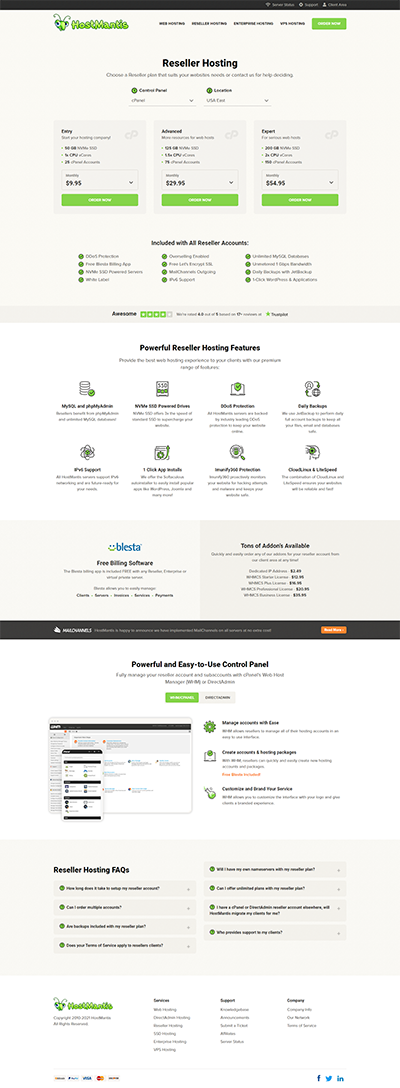 Server Status Support Client Area
HostMantis
WEB HOSTING RESELLER HOSTING ENTERPRISE HOSTING VPS HOSTING ORDER NOW
Reseller Hosting
Choose a Reseller plan that suits your websites needs or contact us for help deciding.
Control Panel Location
cPanel USA East
Entry
Start your hosting company!
50 GB NVMe SSD
1x CPU vCores
25 cPanel Accounts
Monthly
$9.95
ORDER NOW
Advanced
More resources for web hosts
125 GB NVMe SSD
1.5x CPU vCores
75 cPanel Accounts
Monthly
$29.95
ORDER NOW
Expert
For serious web hosts
200 GB NVMe SSD
2x CPU vCores
150 cPanel Accounts
Monthly
$54.95
ORDER NOW
Included with All Reseller Accounts:
DDoS Protection
Free Blesta Billing App
NVMe SSD Powered Servers
White Label
Overselling Enabled
Free Let's Encrypt SSL
MailChannels Outgoing
IPv6 Support
Unlimited MySQL Databases
Unmetered 1 Gbps Bandwidth
Daily Backups with JetBackup
1-Click WordPress & Applications
Awesome We're rated 4.0 out of 5 based on 17+ reviews at Trustpilot
Powerful Reseller Hosting Features
Provide the best web hosting experience to your clients with our premium
range of features:
MySQL and phpMyAdmin
Resellers benefit from phpMyAdmin
and unlimited MySQL databases!
NVMe SSD Powered Drives
NVMe SSD offers 3x the speed of
standard SSD to supercharge your
website.
DDoS Protection
All HostMantis servers are backed
by industry leading DDoS
protection to keep your website
online.
Daily Backups
We use JetBackup to perform daily
full account backups to keep all
your files, email and databases
safe.
IPv6 Support
All HostMantis servers support IPv6
networking and are future ready for
your needs.
1 Click App Installs
We offer the Softaculous
autoinstaller to easily install popular
apps like WordPress, Joomla and
many more!
Imunify360 Protection
Imunify360 proactively monitors
your website for hacking attempts
and malware and keeps your
website safe.
CloudLinux & LiteSpeed
The combination of CloudLinux and
LiteSpeed ensures your websites
will be reliable and fast!
blesta
Free Billing Software
The Blesta billing app is included FREE with any Reseller, Enterprise or
virtual private server.
Blesta allows you to easily manage:
Clients - Servers - Invoices - Services - Payments
Tons of Addon's Available
Quickly and easily order any of our addons for your reseller account from
our client area at any time!
Dedicated IP Address - $2.49
WHMCS Starter License - $12.95
WHMCS Plus License - $16.95
WHMCS Professional License - $20.95
WHMCS Business License - $35.95
MAILCHANNELS HostMantis is happy to announce we have implemented MailChannels on all servers at no extra cost! Read More
Powerful and Easy-to-Use Control Panel
Fully manage your reseller account and subaccounts with cPanel's Web Host
Manager (WHM) or DirectAdmin
WHM/CPANEL DIRECTADMIN
WHM
Manage accounts with Ease
WHM allows resellers to manage all of their hosting accounts in an
easy to use interface
Create accounts & hosting packages
With WHM, resellers can quickly and easily create new hosting
accounts and packages.
Free Blesta Included!
Customize and Brand Your Service
WHM allows you to customize the interface with your logo and give
clients a branded experience.
Reseller Hosting FAQs
How long does it take to setup my reseller account?
Can I order multiple accounts?
Are backups included with my reseller plan?
Does your Terms of Service apply to resellers clients?
Will I have my own nameservers with my reseller plan?
Can I offer unlimited plans with my reseller plan?
I have a cPanel or DirectAdmin reseller account elsewhere, will
HostMantis migrate my clients for me?
Who provides support to my clients?
HostMantis
Copyright 2010-2021 HostMantis
All Rights Reserved
Services
Web Hosting
DirectAdmin Hosting
Reseller Hosting
SSD Hosting
Enterprise Hosting
VPS Hosting
Support
Knowledgebase
Announcements
Submit a Ticket
Affiliates
Server Status
Company
Company Info
Our Network
Terms of Service
PayPal VISA